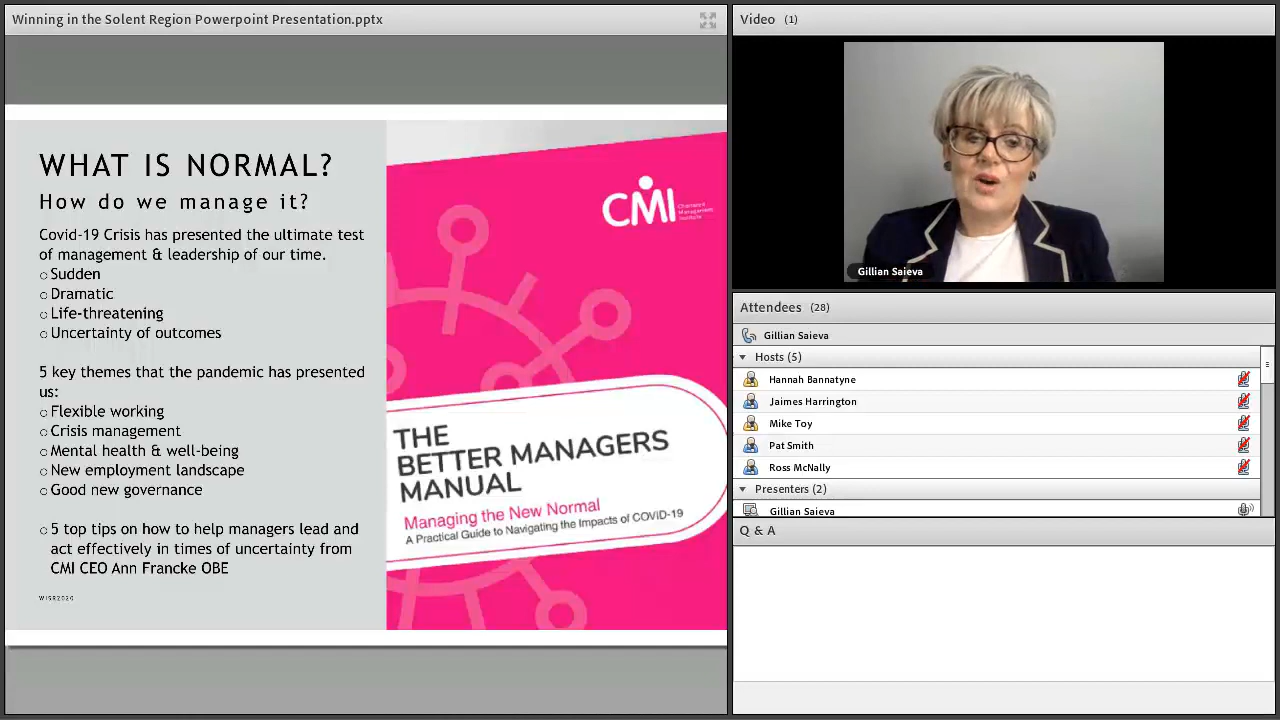 Winning in the Solent Region Powerpoint Presentation.pptx
WHAT IS NORMAL?
How do we manage it?
Covid-19 Crisis has presented the ultimate test
of management & leadership of our time.
○ Sudden
○ Dramatic
○ Life-threatening
○ Uncertainty of outcomes
5 key themes that the pandemic has presented
us:
○ Flexible working
○ Crisis management
○ Mental health & well-being
○ New employment landscape
○ Good new governance
○ 5 top tips on how to help managers lead and
act effectively in times of uncertainty from
CMI CEO Ann Francke OBE
WISR2020
CMI
Chartered
Management
Institute
THE
BETTER MANAGERS
MANUAL
Managing the New Normal
A Practical Guide to Navigating the Impacts of COVID-19
Video (1)
Gillian Saieva
Attendees (28)
Gillian Saieva
Hosts (5)
Hannah Bannatyne
Jaimes Harrington
Mike Toy
Pat Smith
Ross McNally
Presenters (2)
Gillian Saieva
Q & A